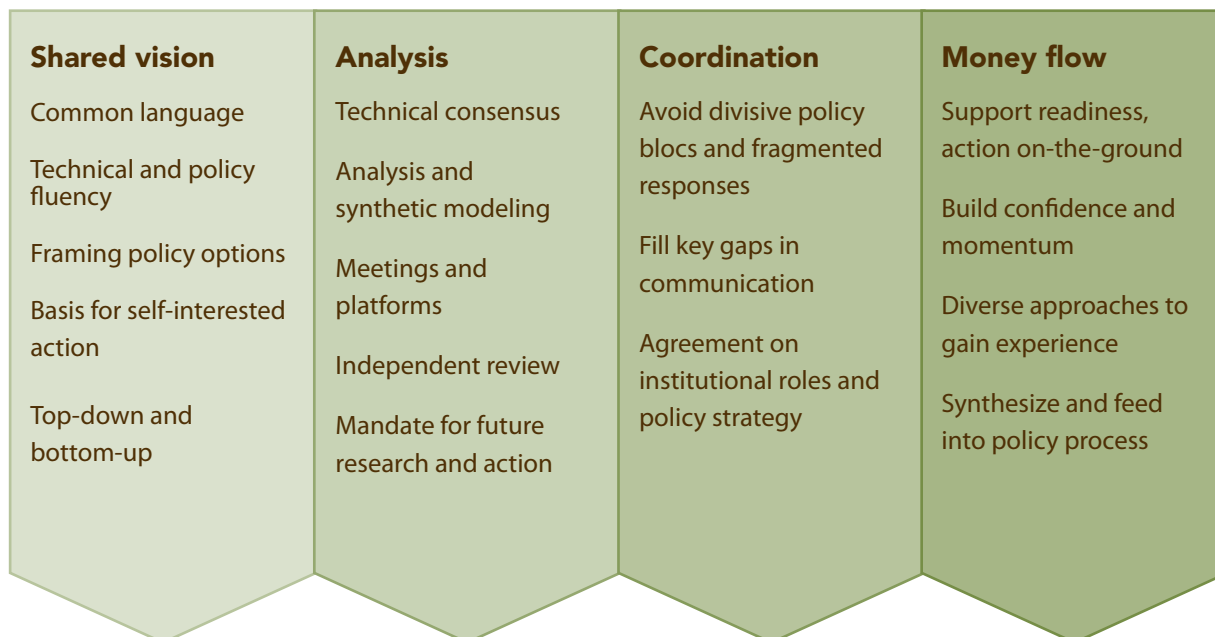 Shared vision
Common language
Technical and policy
fluency
Framing policy options
Basis for self-interested
action
Top-down and
bottom-up
Analysis
Technical consensus
Analysis and
synthetic modeling
Meetings and
platforms
Independent review
Mandate for future
research and action
Coordination
Avoid divisive policy
blocs and fragmented
responses
Fill key gaps in
communication
Agreement on
institutional roles and
policy strategy
Money flow
Support readiness,
action on-the-ground
Build confidence and
momentum
Diverse approaches to
gain experience
Synthesize and feed
into policy process